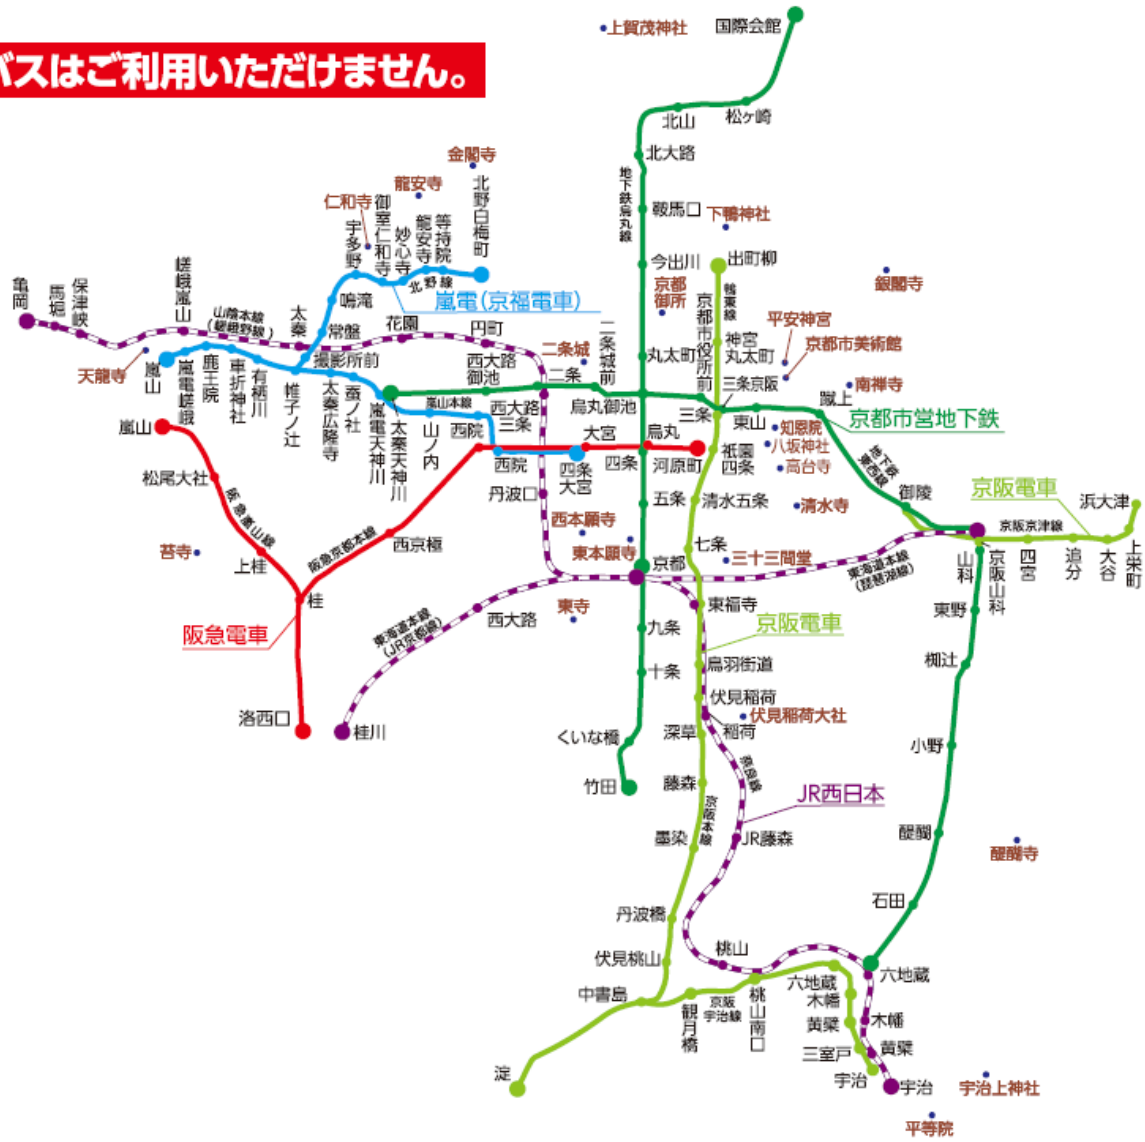 バスはご利用いただけません。
上賀茂神社
国際会館
北山
松ヶ崎
北大路
地下鉄烏丸線
鞍馬口
今出川
金閣寺
龍安寺
仁和寺
宇多野
御室仁和寺
妙心寺
龍安寺
等持院
北野白梅町
北野線
嵐電(京福電車)
下鴨神社
出町柳
鴨東線
京都御所
京都市役所前
神宮丸太町
銀閣寺
平安神宮
京都市美術館
亀岡
馬堀
保津峡
嵯峨嵐山
山陰本線
(嵯峨野線)
太秦
鳴滝
常盤
花園
円町
撮影所前
西大路御池
二条城
二条
二条城前
丸太町
烏丸御池
三条京阪
三条
東山
蹴上
南禅寺
京都市営地下鉄
天龍寺
嵐山
嵐電嵯峨
鹿王院
車折神社
有栖川
帷子ノ辻
太秦広隆寺
蚕ノ社
嵐電天神川
太秦天神川
嵐山本線
山ノ内
西大路三条
西院
西院
大宮
四条大宮
烏丸
四条
河原町
祇園四条
知恩院
八坂神社
高台寺
地下鉄東西線
御陵
京阪電車
浜大津
嵐山
松尾大社
阪急嵐山線
苔寺
上桂
阪急京都本線
西京極
桂
阪急電車
洛西口
丹波口
西本願寺
東本願寺
五条
清水五条
清水寺
七条
三十三間堂
京都
東海道本線
(琵琶湖線)
京阪京津線
山科
京阪山科
四宮
追分
大谷
上栄町
東海道本線
(JR京都線)
西大路
東寺
桂川
九条
十条
くいな橋
竹田
東福寺
京阪電車
鳥羽街道
伏見稲荷
伏見稲荷大社
稲荷
深草
藤森
奈良線
京阪本線
墨染
JR西日本
JR藤森
東野
椥辻
小野
醍醐
醍醐寺
石田
丹波橋
伏見桃山
中書島
桃山
観月橋
京阪宇治線
桃山南口
六地蔵
六地蔵
木幡
木幡
黄檗
黄檗
三室戸
宇治
宇治
淀
宇治上神社
平等院